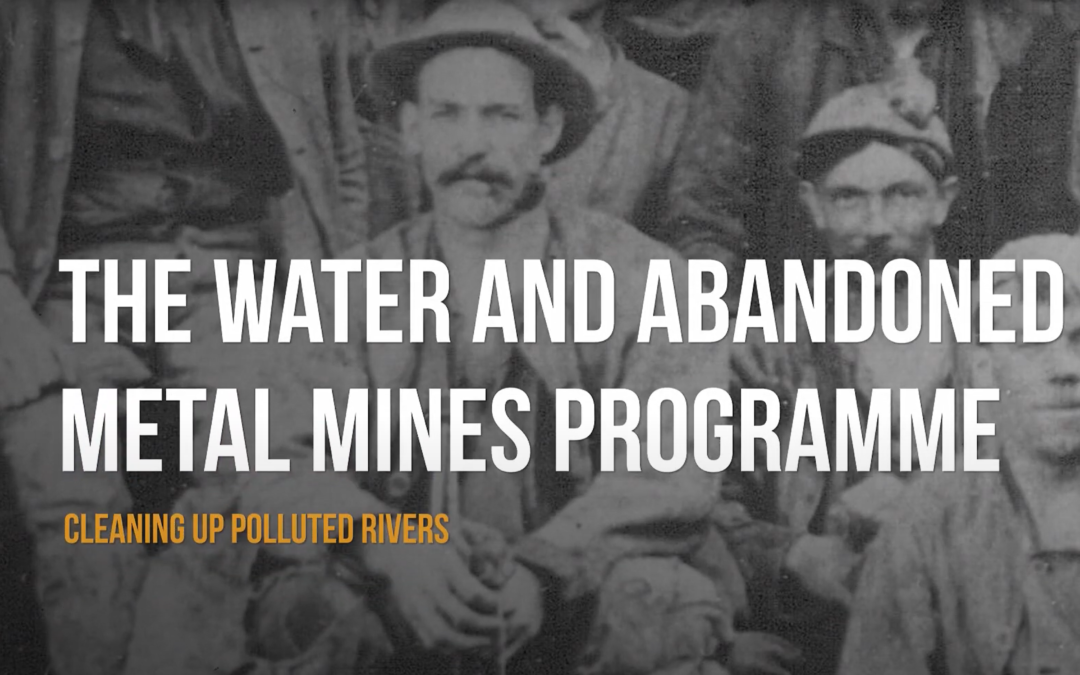 THE WATER AND ABANDONED
METAL MINES PROGRAMME
CLEANING UP POLLUTED RIVERS